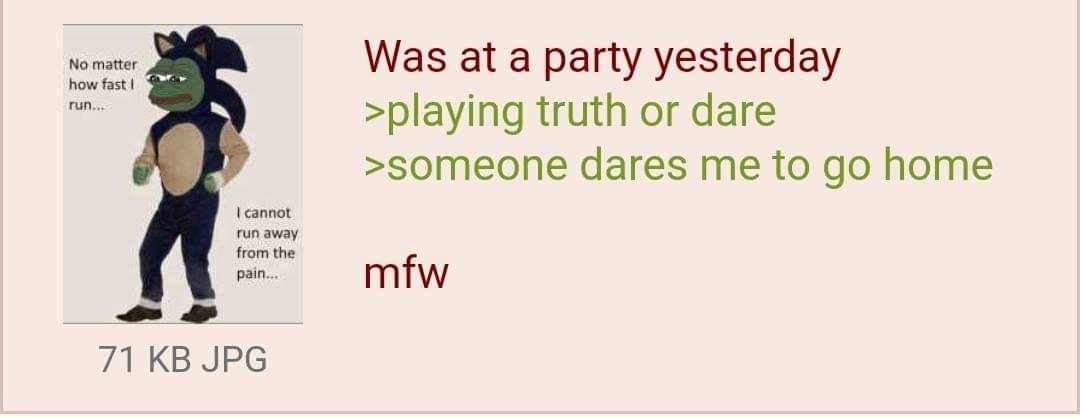 No matter
how fast I
run...
I cannot
run away
from the
pain...
71 KB JPG
Was at a party yesterday
>playing truth or dare
>someone dares me to go home
mfw